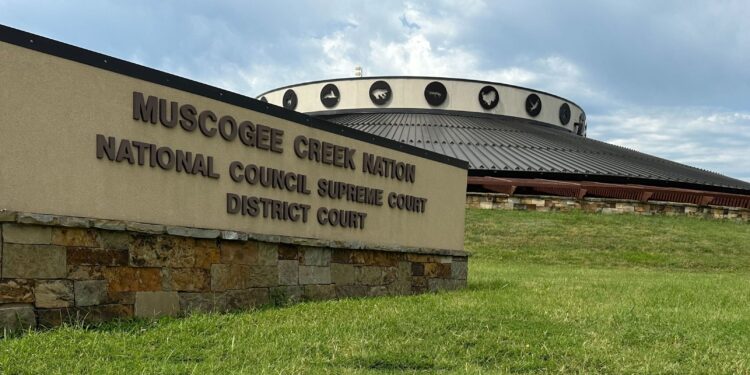 MUSCOGEE CREEK NATION
NATIONAL COUNCIL SUPREME COURT
DISTRICT COURT